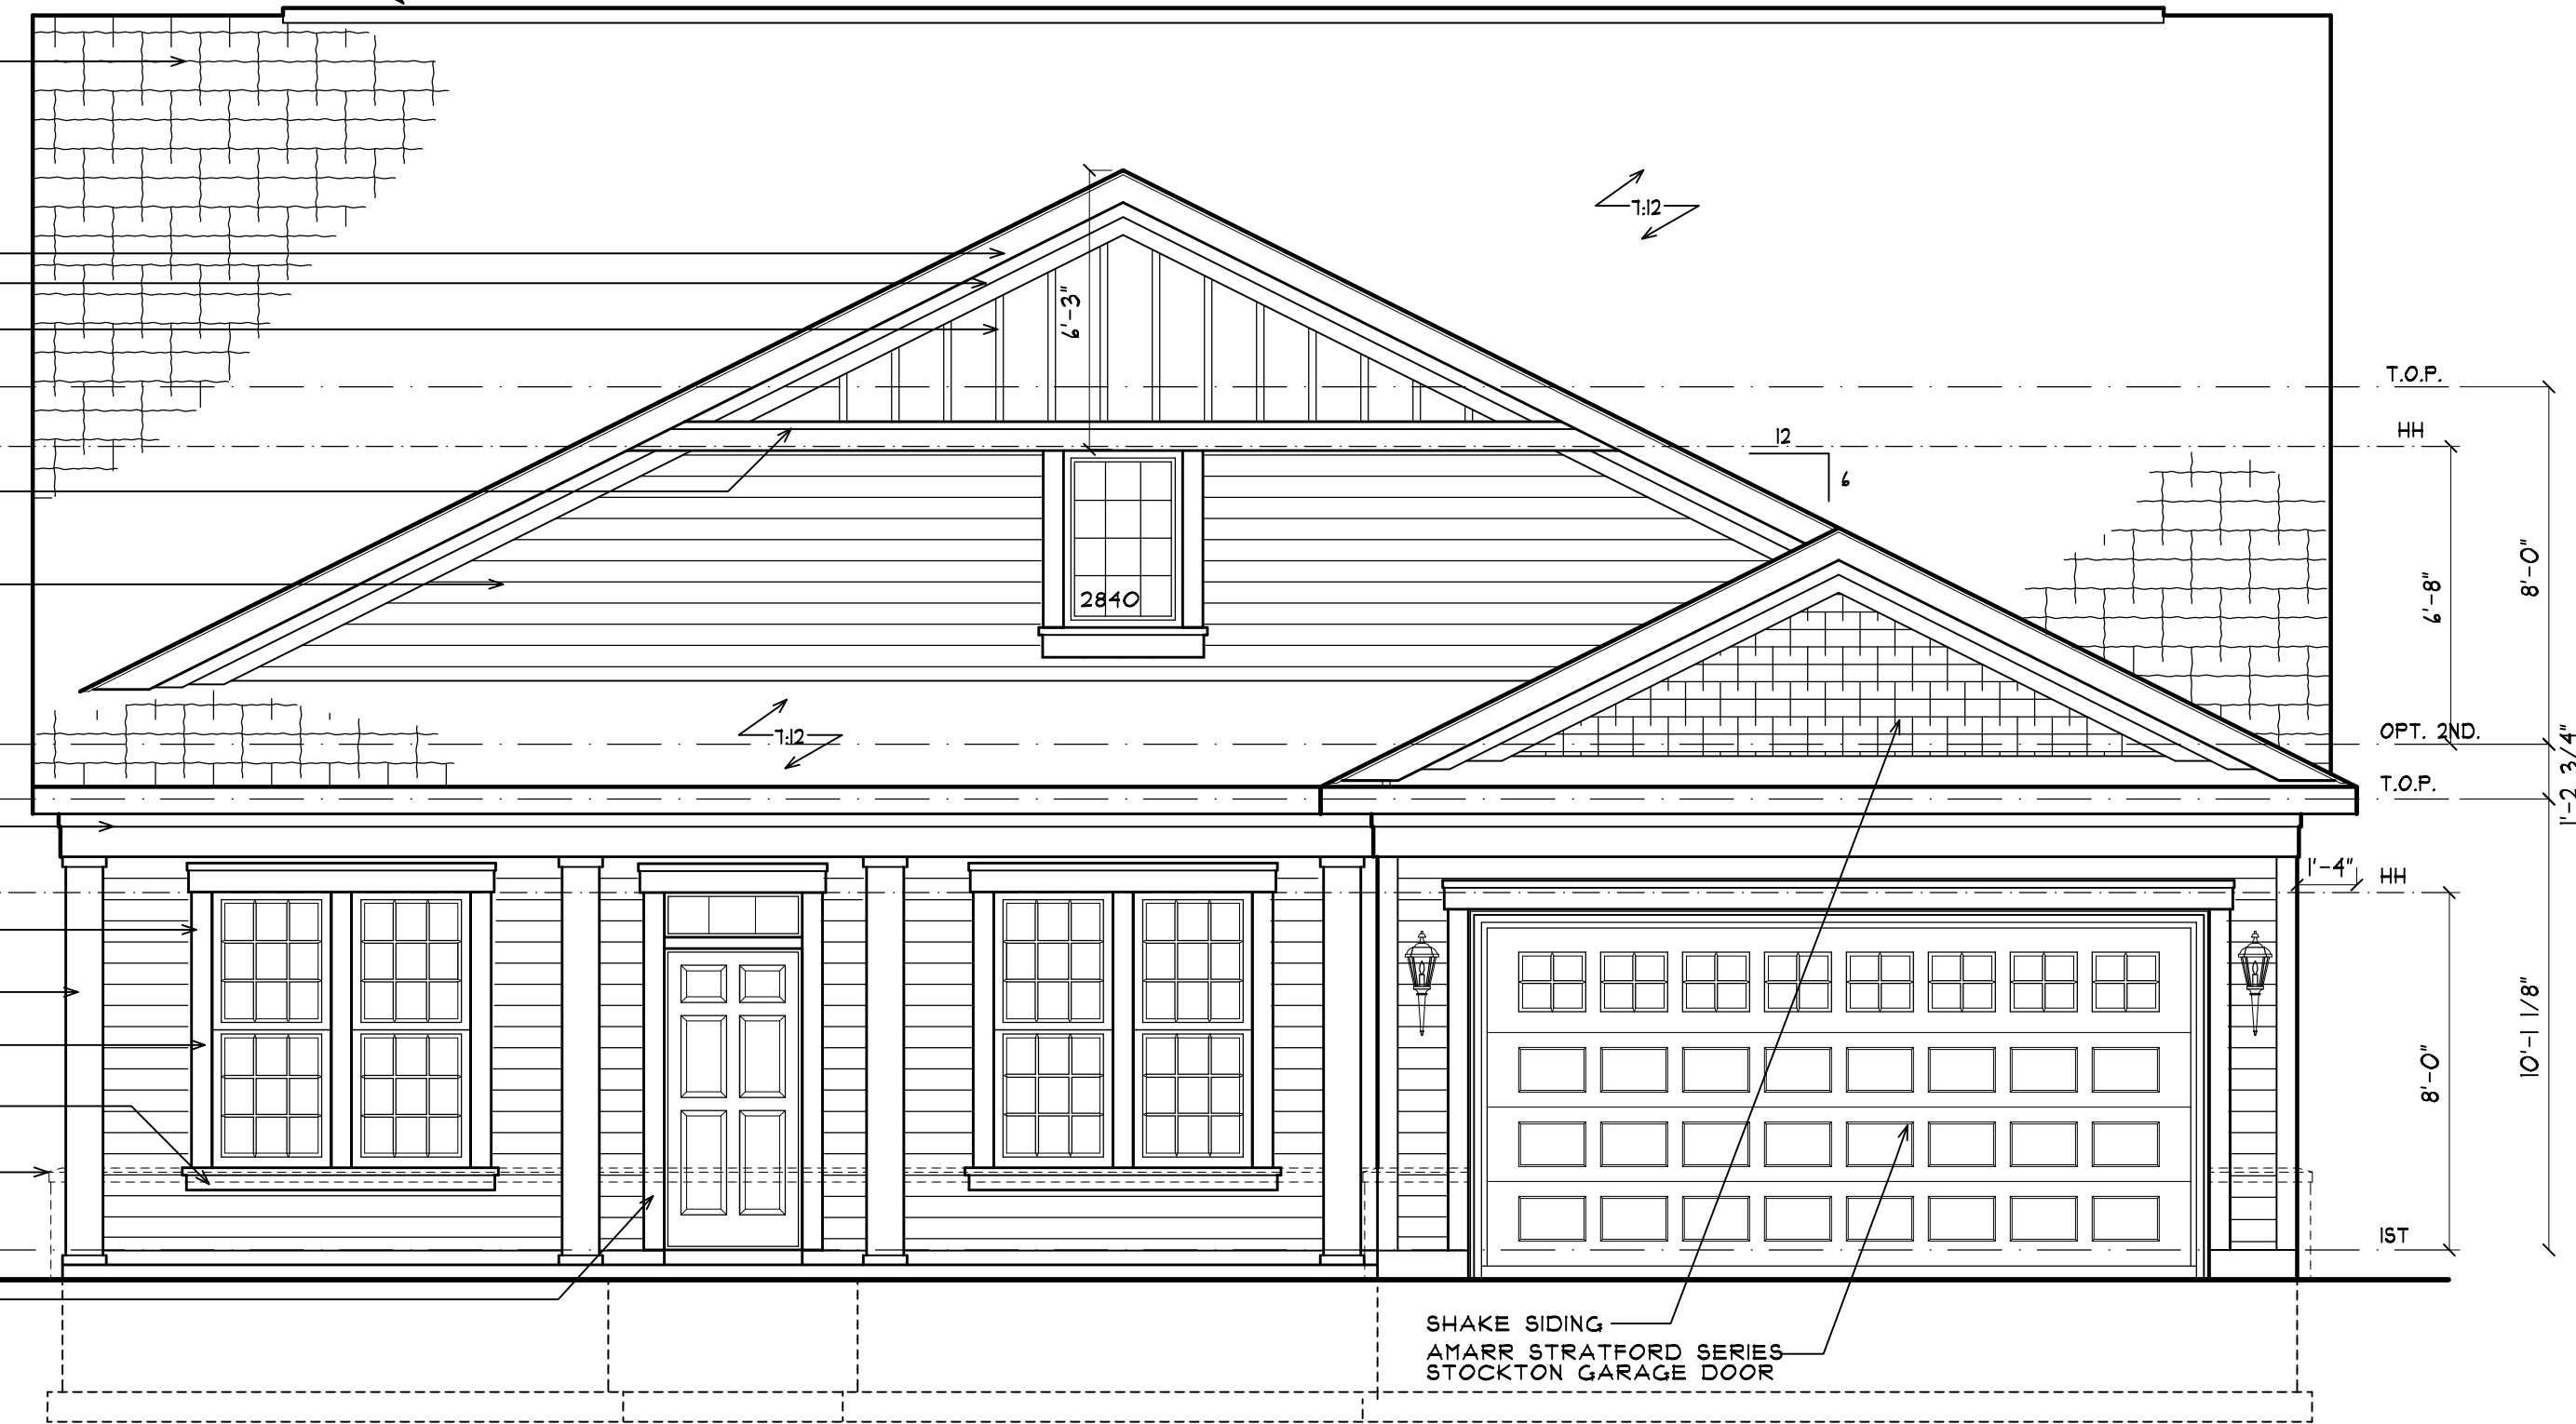 7:12
6'-3"
T.O.P.
HH
12
6
8'-0"
6'-8"
2840
OPT. 2ND.
7:12
1'-2 3/4"
T.O.P.
1'-4"
HH
10'-1 1/8"
8'-0"
1ST
SHAKE SIDING
AMARR STRATFORD SERIES
STOCKTON GARAGE DOOR